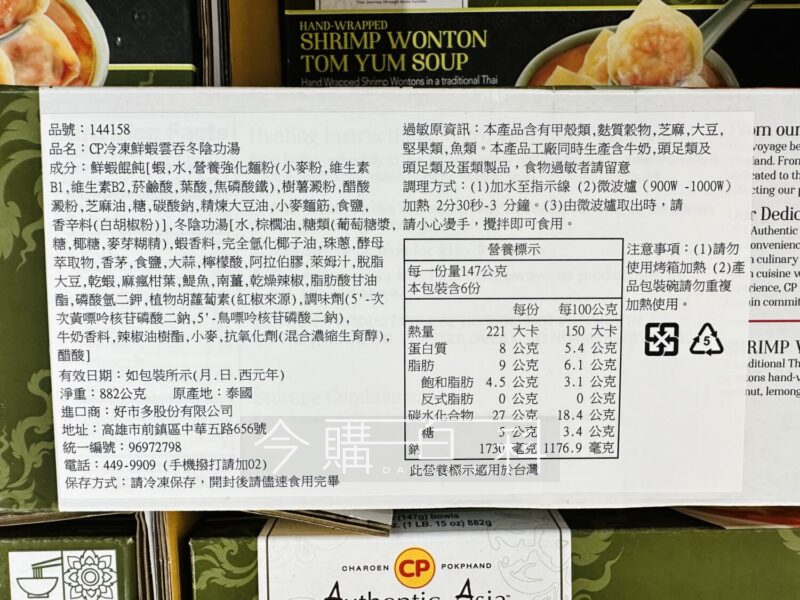 HAND-WRAPPED
SHRIMP WONTON
TOM YUM SOUP
Hand Wrapped Shrimp Wontons in a traditional Thai
品號：144158
品名：CP冷凍鮮蝦雲吞冬陰功湯
成分：鮮蝦餛飩[蝦,水,營養強化麵粉(小麥粉,維生素
B1,維生素B2,菸鹼酸,葉酸,焦磷酸鐵),樹薯澱粉,醋酸
澱粉,芝麻油,糖,碳酸鈉,精煉大豆油,小麥麵筋,食鹽,
香辛料(白胡椒粉)],冬陰功湯[水,棕櫚油,糖類(葡萄糖漿,
糖,椰糖,麥芽糊精),蝦香料,完全氫化椰子油,珠蔥,酵母
萃取物,香茅,食鹽,大蒜,檸檬酸,阿拉伯膠,萊姆汁,脫脂
大豆,乾蝦,麻瘋柑葉,鯷魚,南薑,乾燥辣椒,脂肪酸甘油
酯,磷酸氫二鉀,植物胡蘿蔔素(紅椒來源),調味劑(5'-次
次黃嘌呤核苷磷酸二鈉,5'-鳥嘌呤核苷磷酸二鈉),
牛奶香料,辣椒油樹酯,小麥,抗氧化劑(混合濃縮生育醇),
醋酸]
有效日期：如包裝所示(月.日.西元年)
淨重：882公克　原產地：泰國
進口商：好市多股份有限公司
地址：高雄市前鎮區中華五路656號
統一編號：96972798
電話：449-9909 (手機撥打請加02)
保存方式：請冷凍保存，開封後請儘速食用完畢
過敏原資訊：本產品含有甲殼類,麩質穀物,芝麻,大豆,
堅果類,魚類。本產品工廠同時生產含牛奶,頭足類及
頭足類及蛋類製品，食物過敏者請留意
調理方式：(1)加水至指示線 (2)微波爐(900W -1000W)
加熱 2分30秒-3 分鐘。(3)由微波爐取出時，請
請小心燙手，攪拌即可食用。
營養標示
每一份量147公克
本包裝含6份
每份　每100公克
熱量 221 大卡 150 大卡
蛋白質 8 公克 5.4 公克
脂肪 9 公克 6.1 公克
飽和脂肪 4.5 公克 3.1 公克
反式脂肪 0 公克 0 公克
碳水化合物 27 公克 18.4 公克
糖 5 公克 3.4 公克
鈉 1730 毫克 1176.9 毫克
此營養標示適用於台灣
注意事項：(1)請勿
使用烤箱加熱 (2)產
品包裝碗請勿重複
加熱使用。
5
今購百科
(147g) bowls
(1 LB. 15 oz) 882g
CHAROEN CP POKPHAND
Authentic Asia